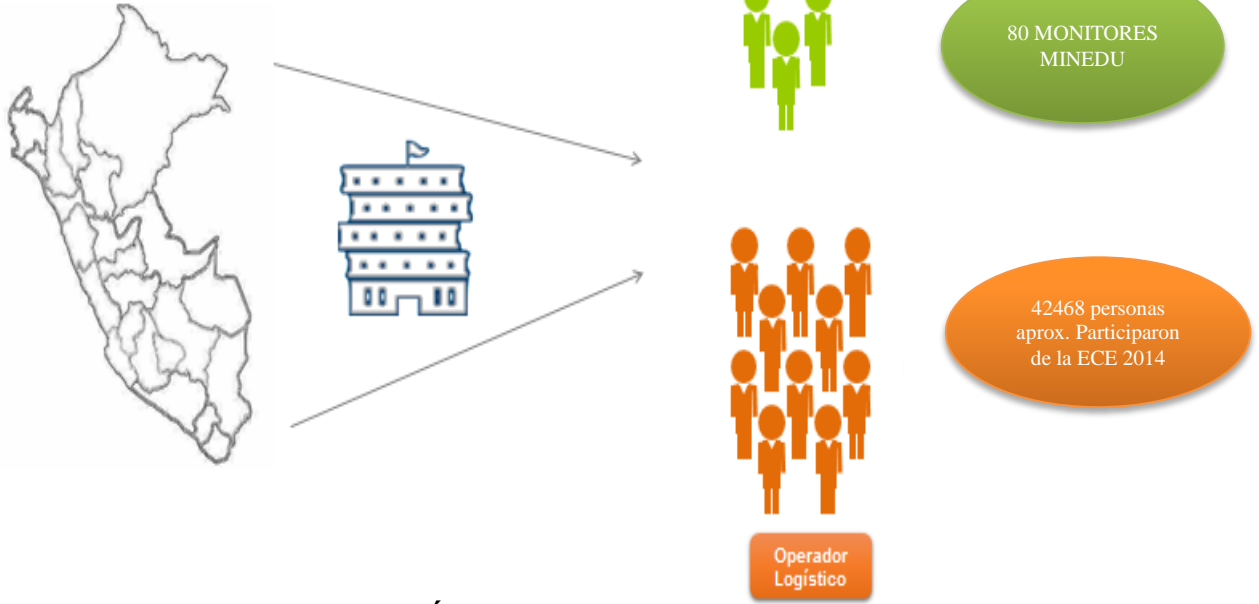 80 MONITORES
MINEDU
42468 personas
aprox. Participaron
de la ECE 2014
Operador
Logístico